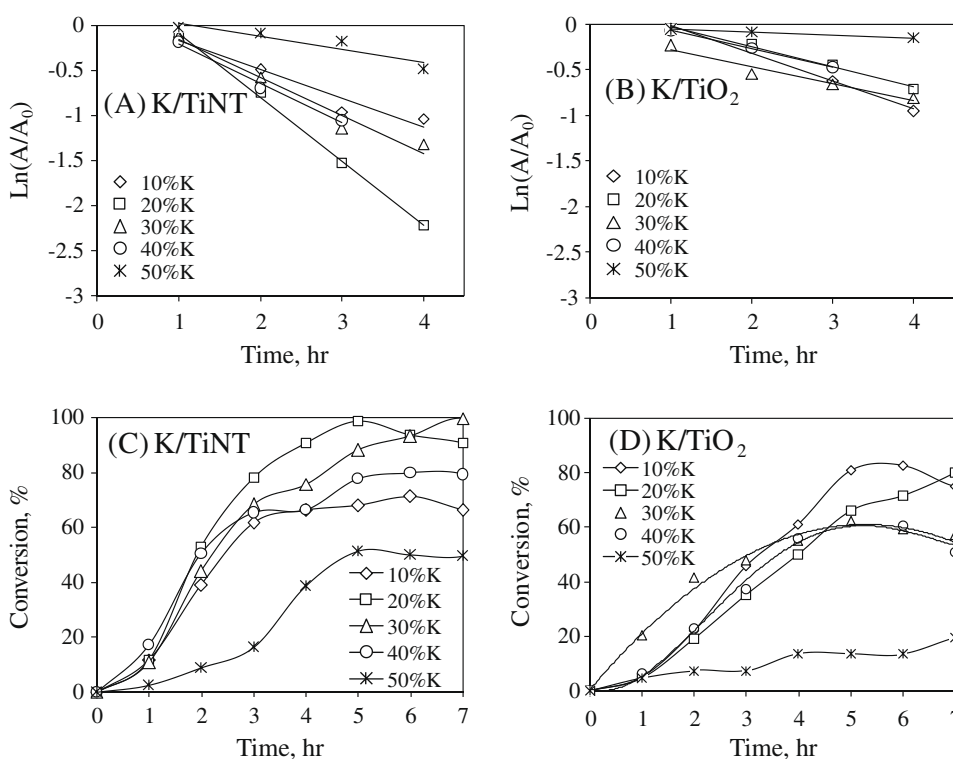 (A) K/TiNT
Ln(A/A₀)
0
-0.5
-1
-1.5
-2
-2.5
-3
10%K
20%K
30%K
40%K
50%K
0 1 2 3 4
Time, hr
(B) K/TiO₂
Ln(A/A₀)
0
-0.5
-1
-1.5
-2
-2.5
-3
10%K
20%K
30%K
40%K
50%K
0 1 2 3 4
Time, hr
(C) K/TiNT
Conversion, %
100
80
60
40
20
0
10%K
20%K
30%K
40%K
50%K
0 1 2 3 4 5 6 7
Time, hr
(D) K/TiO₂
Conversion, %
100
80
60
40
20
0
10%K
20%K
30%K
40%K
50%K
0 1 2 3 4 5 6 7
Time, hr